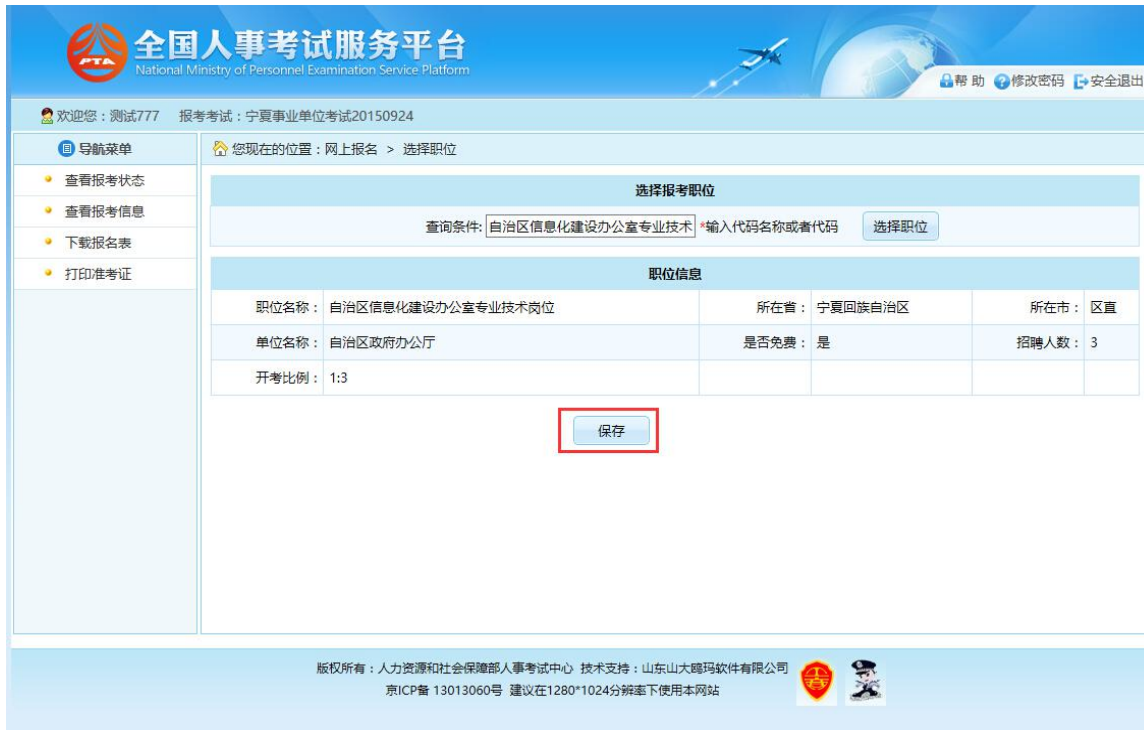 PTA
全国人事考试服务平台
National Ministry of Personnel Examination Service Platform
帮 助 修改密码 安全退出
欢迎您：测试777 报考考试：宁夏事业单位考试20150924
导航菜单
查看报考状态
查看报考信息
下载报名表
打印准考证
您现在的位置：网上报名 > 选择职位
选择报考职位
查询条件: 自治区信息化建设办公室专业技术 *输入代码名称或者代码 选择职位
职位信息
职位名称： 自治区信息化建设办公室专业技术岗位 所在省： 宁夏回族自治区 所在市： 区直
单位名称： 自治区政府办公厅 是否免费： 是 招聘人数： 3
开考比例： 1:3
保存
版权所有：人力资源和社会保障部人事考试中心 技术支持：山东山大鸥玛软件有限公司
京ICP备 13013060号 建议在1280*1024分辨率下使用本网站